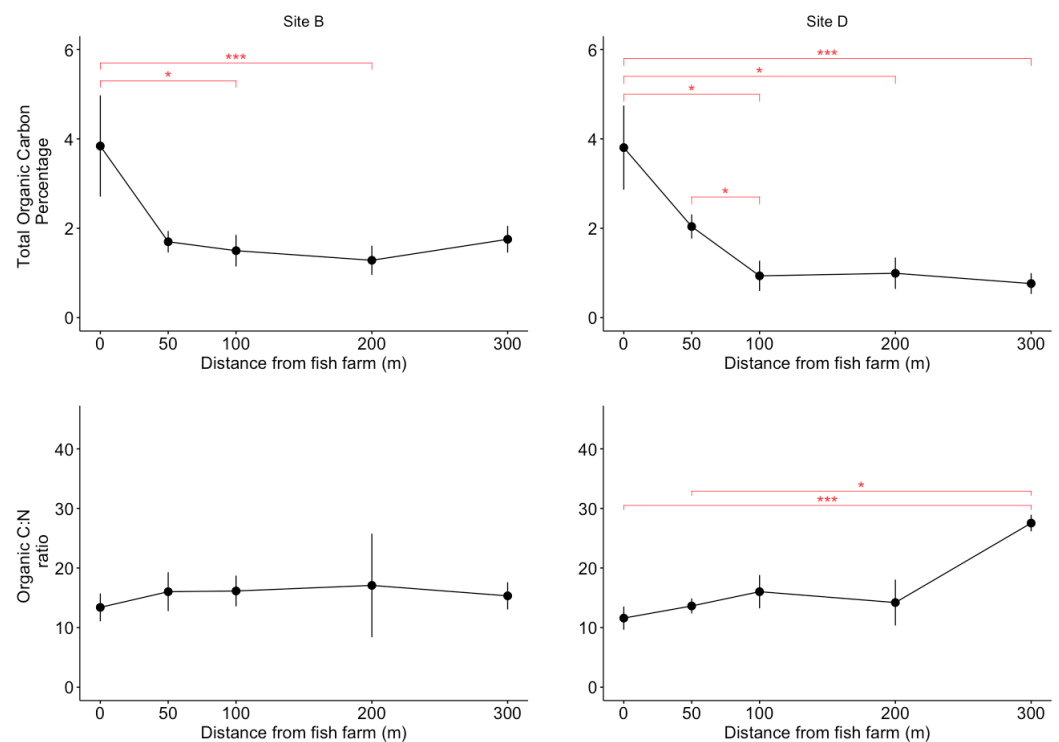 Site B
Site D
Total Organic Carbon
Percentage
6
4
2
0
***
*
0 50 100 200 300
Distance from fish farm (m)
6
4
2
0
***
*
*
*
0 50 100 200 300
Distance from fish farm (m)
Organic C:N
ratio
40
30
20
10
0
0 50 100 200 300
Distance from fish farm (m)
40
30
20
10
0
*
***
0 50 100 200 300
Distance from fish farm (m)